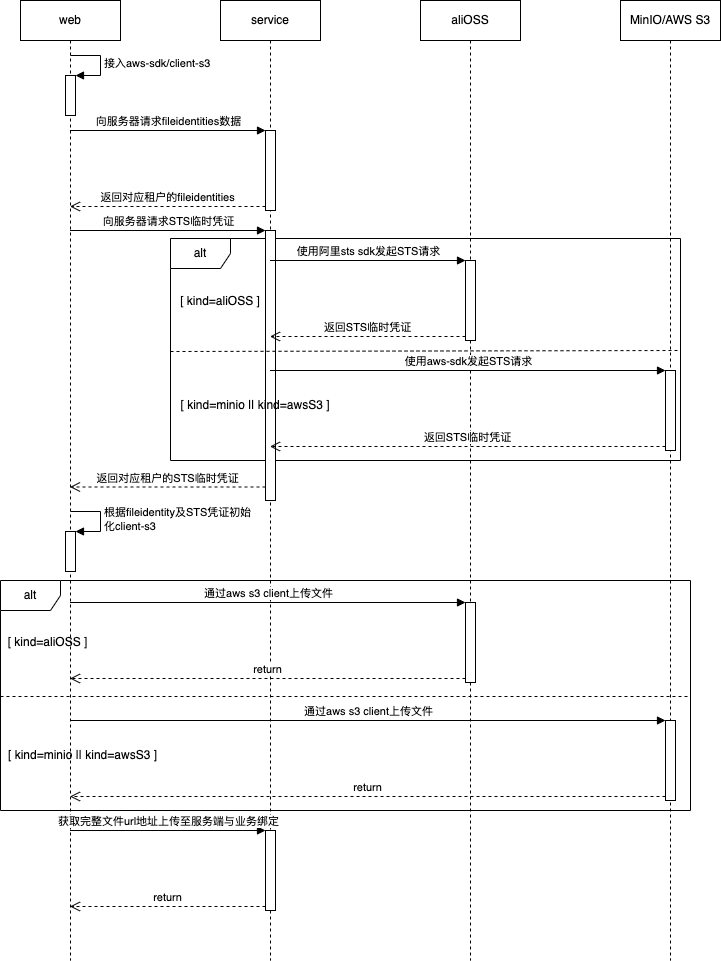 web
service
aliOSS
MinIO/AWS S3
接入aws-sdk/client-s3
向服务器请求fileidentities数据
返回对应租户的fileidentities
向服务器请求STS临时凭证
alt
使用阿里sts sdk发起STS请求
[ kind=aliOSS ]
返回STS临时凭证
使用aws-sdk发起STS请求
[ kind=minio || kind=awsS3 ]
返回STS临时凭证
返回对应租户的STS临时凭证
根据fileidentity及STS凭证初始
化client-s3
alt
通过aws s3 client上传文件
[ kind=aliOSS ]
return
通过aws s3 client上传文件
[ kind=minio || kind=awsS3 ]
return
获取完整文件url地址上传至服务端与业务绑定
return